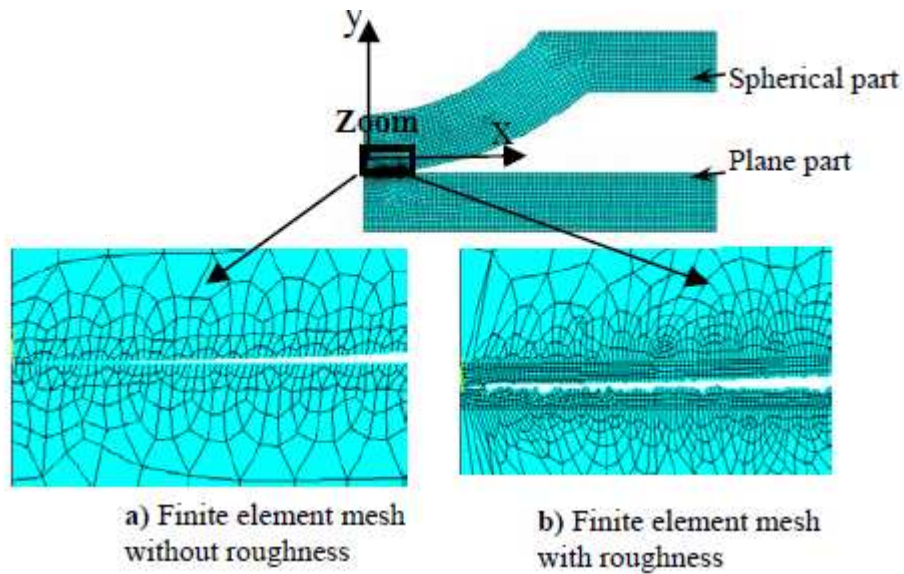 y
Spherical part
Zoom
X
Plane part
a) Finite element mesh
without roughness
b) Finite element mesh
with roughness